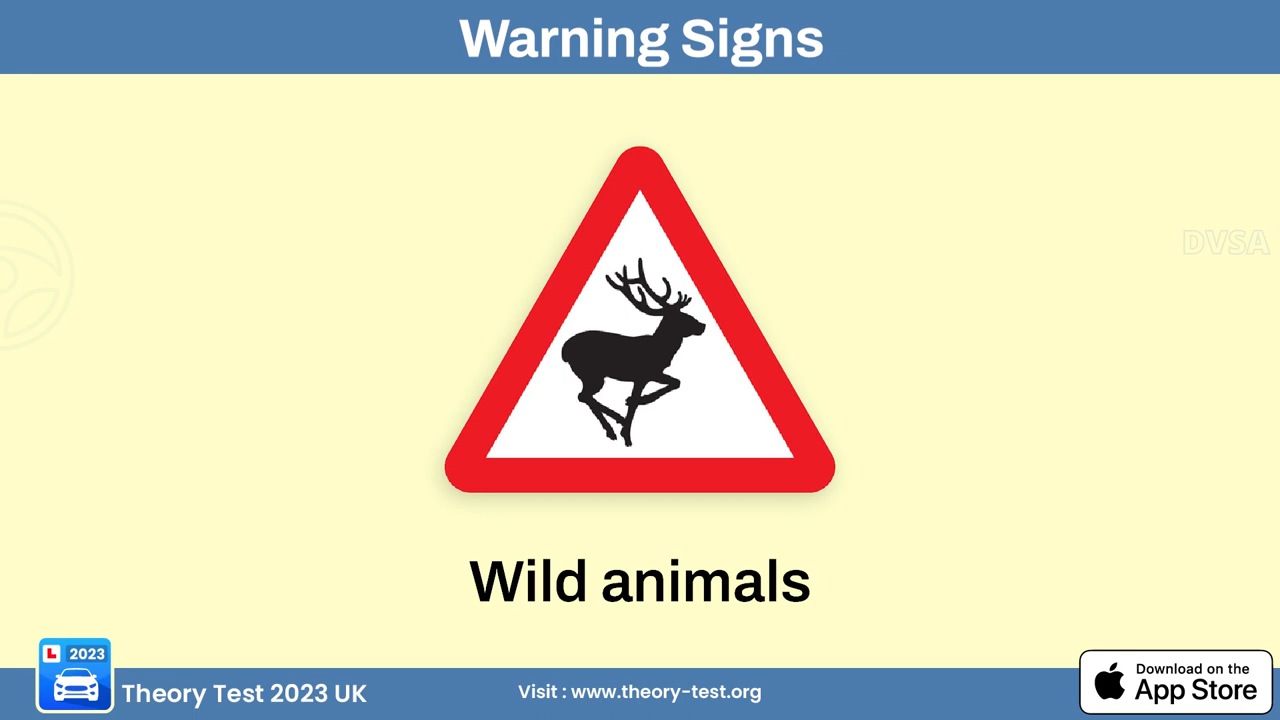 Warning Signs
DVSA
Wild animals
L 2023
Theory Test 2023 UK
Visit : www.theory-test.org
Download on the
App Store